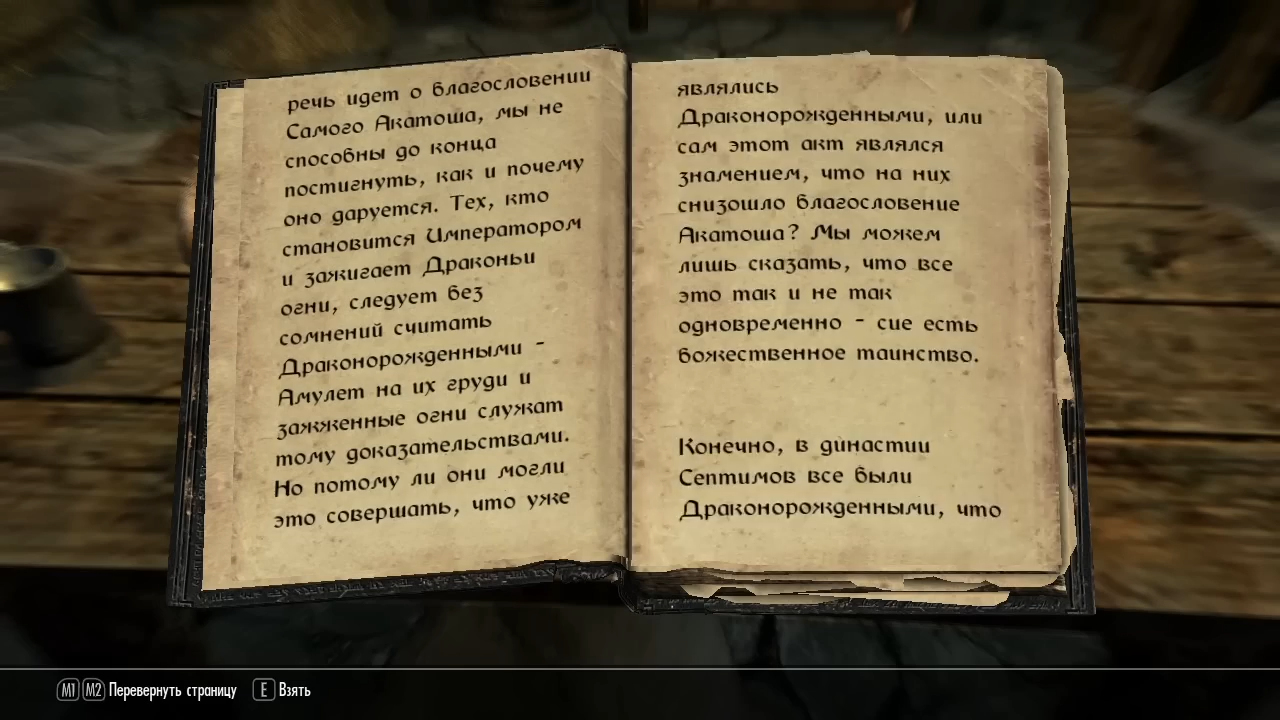 речь идет о благословении
Самого Акатоша, мы не
способны до конца
постигнуть, как и почему
оно даруется. Тех, кто
становится Императором
и зажигает Драконьи
огни, следует без
сомнений считать
Драконорожденными -
Амулет на их груди и
зажженные огни служат
тому доказательствами.
Но потому ли они могли
это совершать, что уже
являлись
Драконорожденными, или
сам этот акт являлся
знамением, что на них
снизошло благословение
Акатоша? Мы можем
лишь сказать, что все
это так и не так
одновременно - сие есть
божественное таинство.
Конечно, в династии
Септимов все были
Драконорожденными, что
M1 M2 Перевернуть страницу E Взять